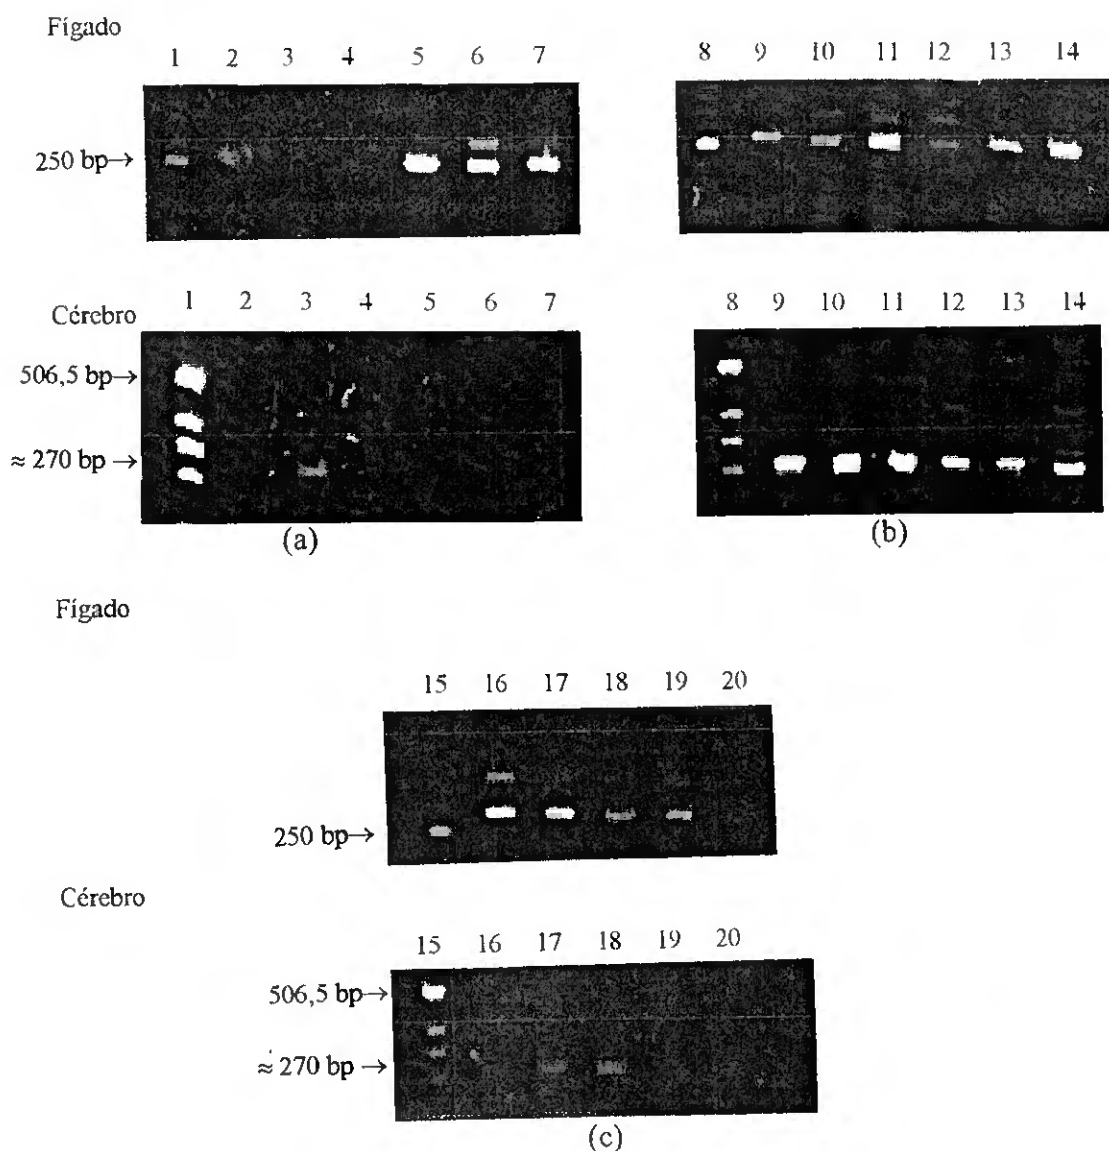 Fígado
1 2 3 4 5 6 7
8 9 10 11 12 13 14
250 bp→
Cérebro
1 2 3 4 5 6 7
8 9 10 11 12 13 14
506,5 bp→
≈ 270 bp →
(a)
(b)
Fígado
15 16 17 18 19 20
250 bp→
Cérebro
15 16 17 18 19 20
506,5 bp→
≈ 270 bp →
(c)